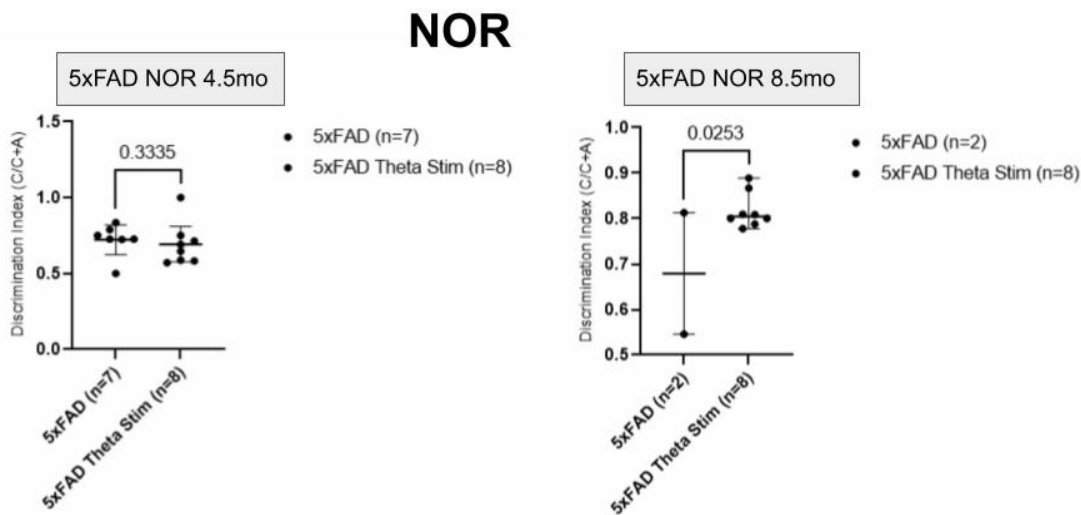 NOR
5xFAD NOR 4.5mo
1.5
1.0
0.5
0.0
Discrimination Index (C/C+A)
0.3335
5xFAD (n=7)
5xFAD Theta Stim (n=8)
5xFAD (n=7)
5xFAD Theta Stim (n=8)
5xFAD NOR 8.5mo
1.0
0.9
0.8
0.7
0.6
0.5
Discrimination Index (C/C+A)
0.0253
5xFAD (n=2)
5xFAD Theta Stim (n=8)
5xFAD (n=2)
5xFAD Theta Stim (n=8)